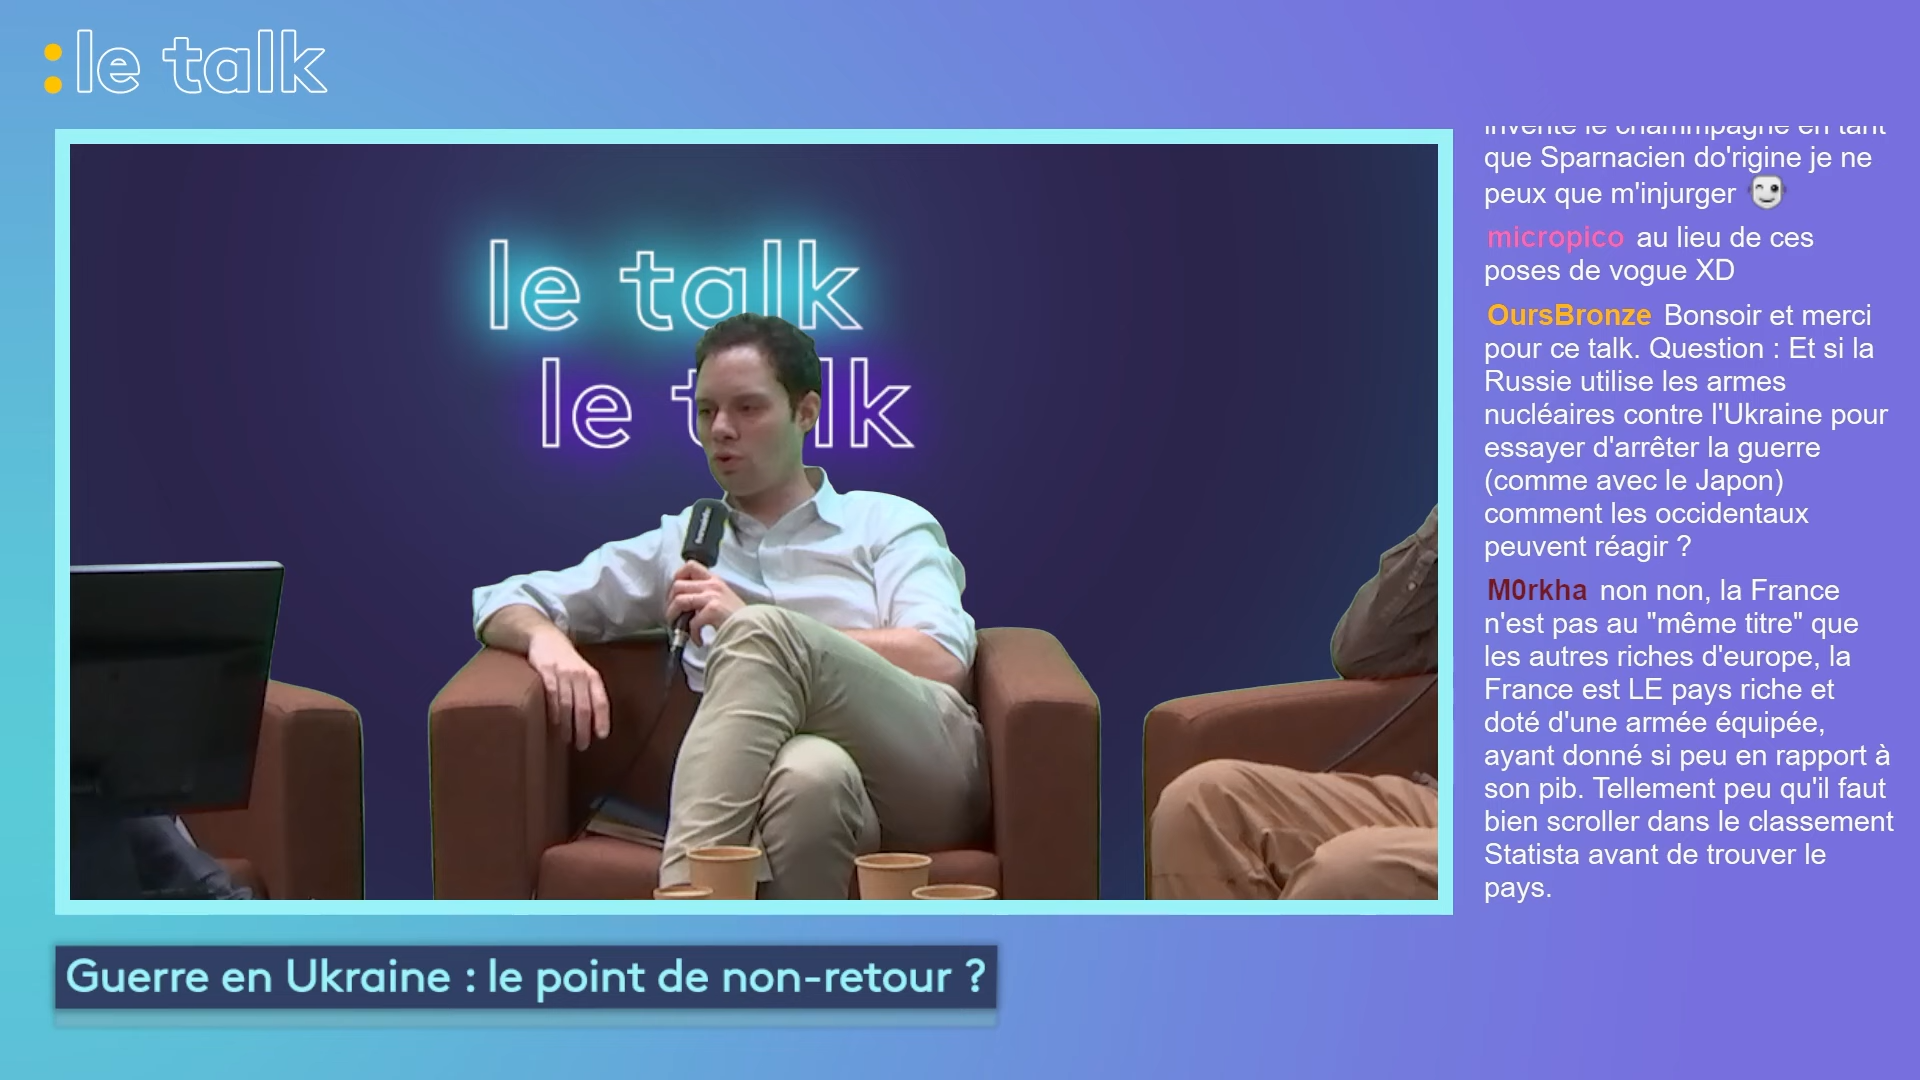 :le talk
le talk
le t lk
invente le chammpagne en tant
que Sparnacien do'rigine je ne
peux que m'injurger
micropico au lieu de ces
poses de vogue XD
OursBronze Bonsoir et merci
pour ce talk. Question : Et si la
Russie utilise les armes
nucléaires contre l'Ukraine pour
essayer d'arrêter la guerre
(comme avec le Japon)
comment les occidentaux
peuvent réagir ?
M0rkha non non, la France
n'est pas au "même titre" que
les autres riches d'europe, la
France est LE pays riche et
doté d'une armée équipée,
ayant donné si peu en rapport à
son pib. Tellement peu qu'il faut
bien scroller dans le classement
Statista avant de trouver le
pays.
Guerre en Ukraine : le point de non-retour ?